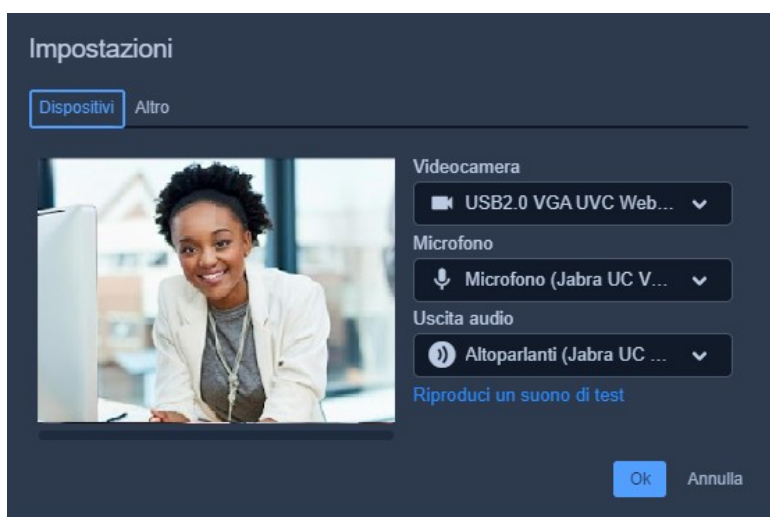 Impostazioni
Dispositivi Altro
Videocamera
USB2.0 VGA UVC Web...
Microfono
Microfono (Jabra UC V...
Uscita audio
Altoparlanti (Jabra UC ...
Riproduci un suono di test
Ok Annulla